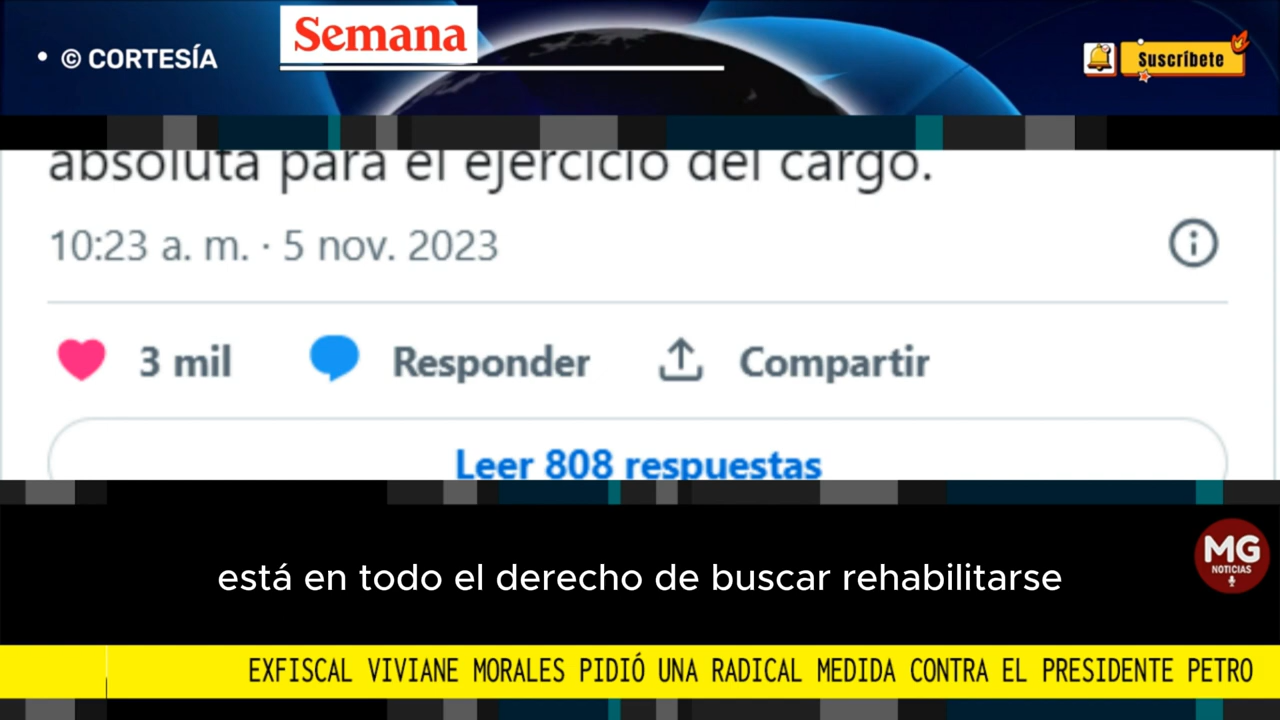 • © CORTESÍA
Semana
Suscríbete
absoluta para el ejercicio del cargo.
10:23 a. m. · 5 nov. 2023
3 mil
Responder
Compartir
Leer 808 respuestas
está en todo el derecho de buscar rehabilitarse
MG
NOTICIAS
EXFISCAL VIVIANE MORALES PIDIÓ UNA RADICAL MEDIDA CONTRA EL PRESIDENTE PETRO